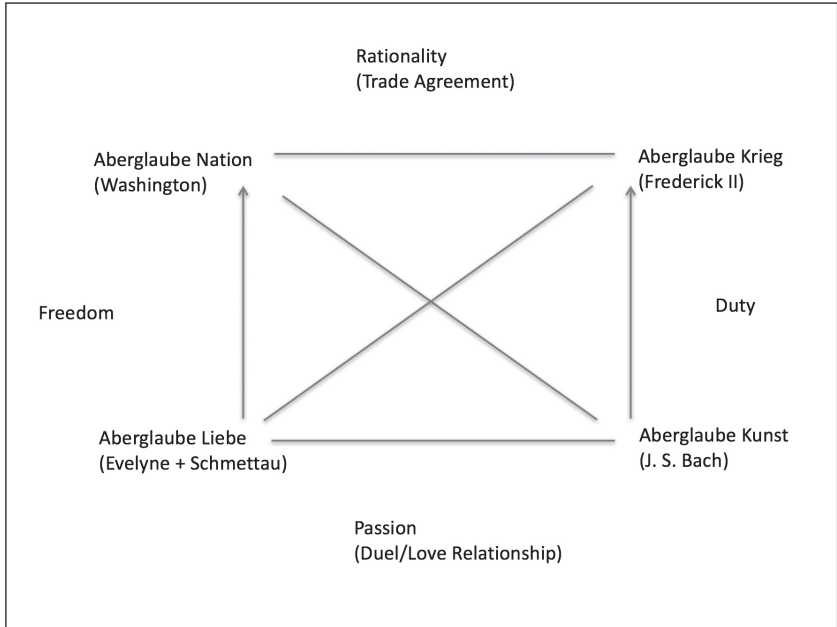 Rationality
(Trade Agreement)
Aberglaube Nation
(Washington)
Aberglaube Krieg
(Frederick II)
Freedom
Duty
Aberglaube Liebe
(Evelyne + Schmettau)
Aberglaube Kunst
(J. S. Bach)
Passion
(Duel/Love Relationship)